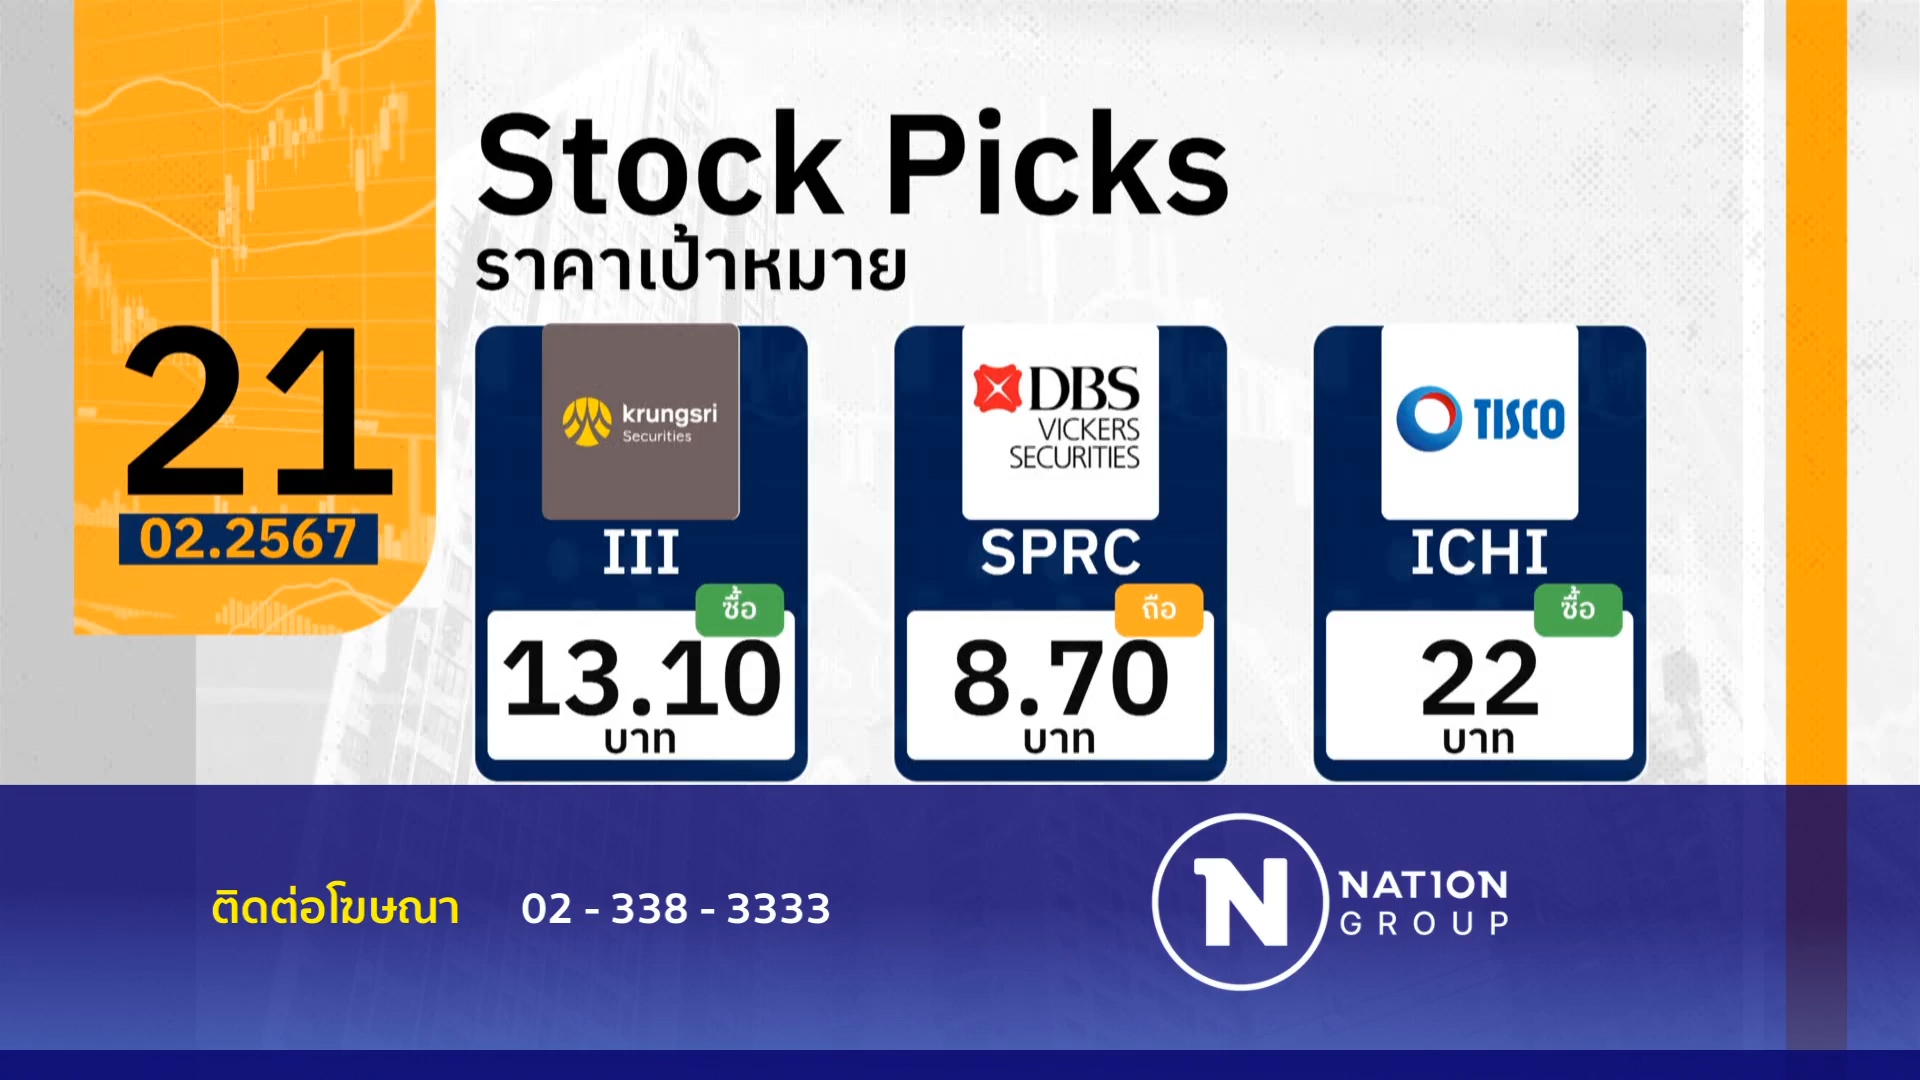 Stock Picks
ราคาเป้าหมาย
21
02.2567
krungsri
Securities
III
ซื้อ
13.10
บาท
DBS
VICKERS
SECURITIES
SPRC
ถือ
8.70
บาท
TISCO
ICHI
ซื้อ
22
บาท
ติดต่อโฆษณา 02 - 338 - 3333
N
NATION
GROUP